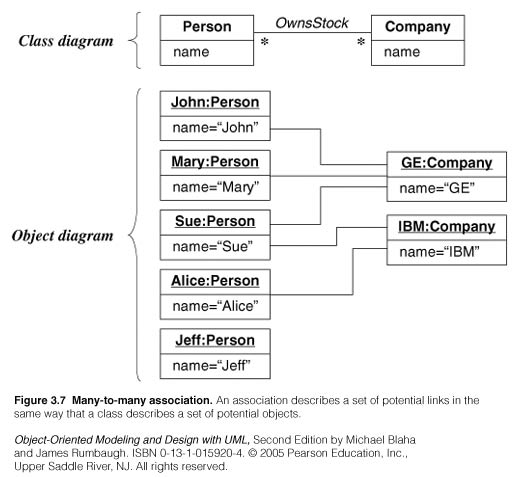 Class diagram
Person
name
OwnsStock
*
*
Company
name
Object diagram
John:Person
name=“John”
Mary:Person
name=“Mary”
Sue:Person
name=“Sue”
Alice:Person
name=“Alice”
Jeff:Person
name=“Jeff”
GE:Company
name=“GE”
IBM:Company
name=“IBM”
Figure 3.7 Many-to-many association. An association describes a set of potential links in the
same way that a class describes a set of potential objects.
Object-Oriented Modeling and Design with UML, Second Edition by Michael Blaha
and James Rumbaugh. ISBN 0-13-1-015920-4. © 2005 Pearson Education, Inc.,
Upper Saddle River, NJ. All rights reserved.